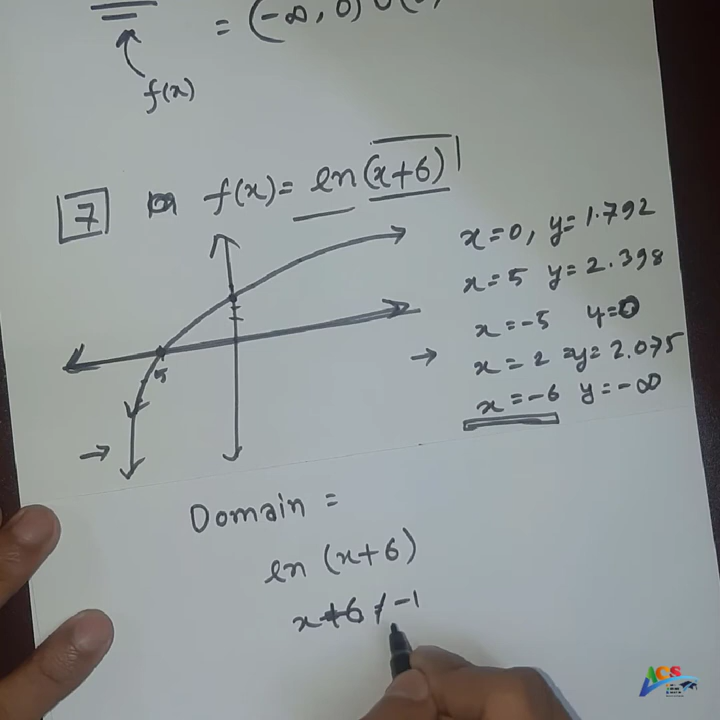 = (-∞, 0) ∪
f(x)
7 f(x) = ln (x+6)
x=0, y=1.792
x=5 y=2.398
x=-5 y=0
→ x=2 y=2.075
x=-6 y=-∞
5
Domain =
ln (x+6)
x+6 ≠ -1
AOS